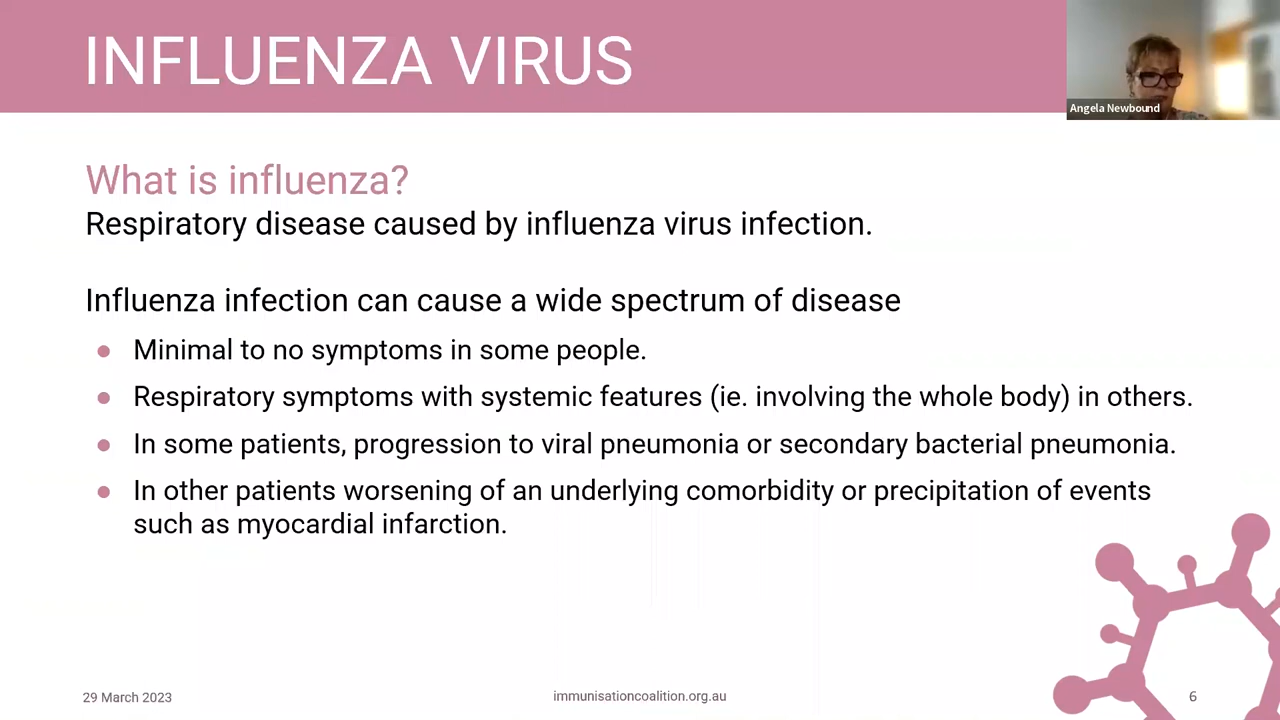 INFLUENZA VIRUS
Angela Newbound
What is influenza?
Respiratory disease caused by influenza virus infection.
Influenza infection can cause a wide spectrum of disease
● Minimal to no symptoms in some people.
● Respiratory symptoms with systemic features (ie. involving the whole body) in others.
● In some patients, progression to viral pneumonia or secondary bacterial pneumonia.
● In other patients worsening of an underlying comorbidity or precipitation of events
such as myocardial infarction.
29 March 2023
immunisationcoalition.org.au
6